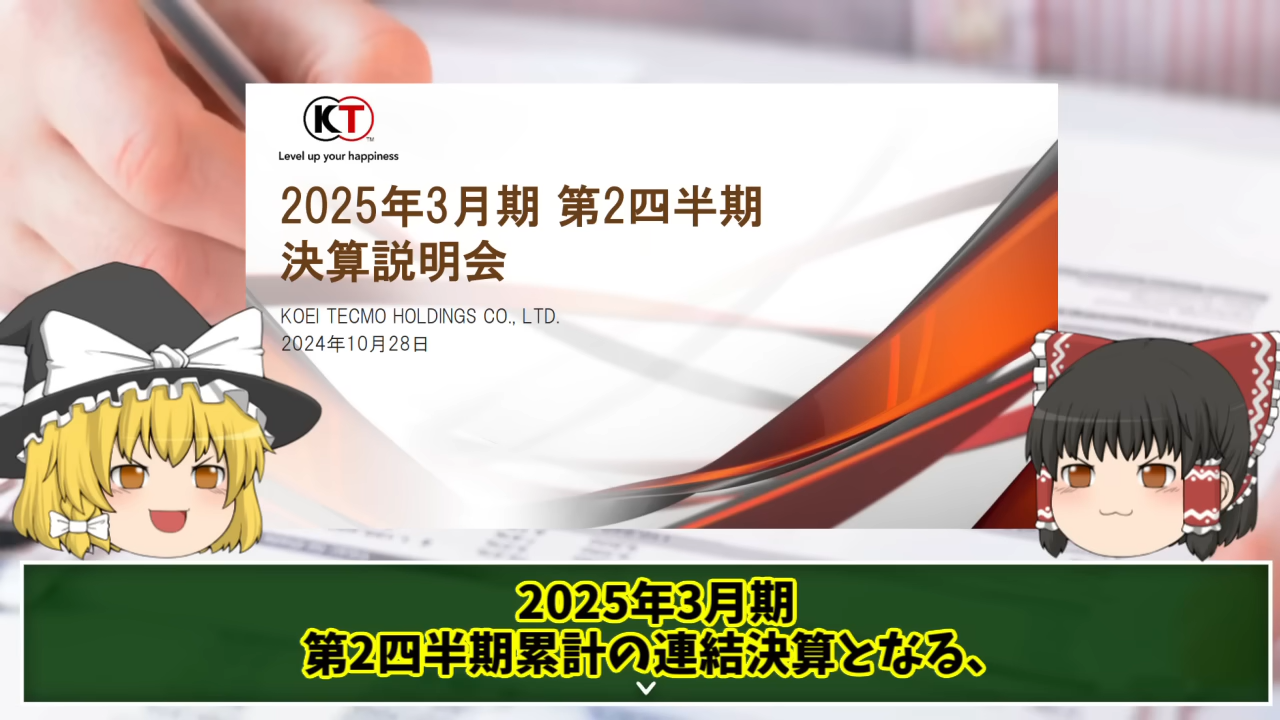 KT
TM
Level up your happiness
2025年3月期 第2四半期
決算説明会
KOEI TECMO HOLDINGS CO., LTD.
2024年10月28日
2025年3月期
第2四半期累計の連結決算となる、